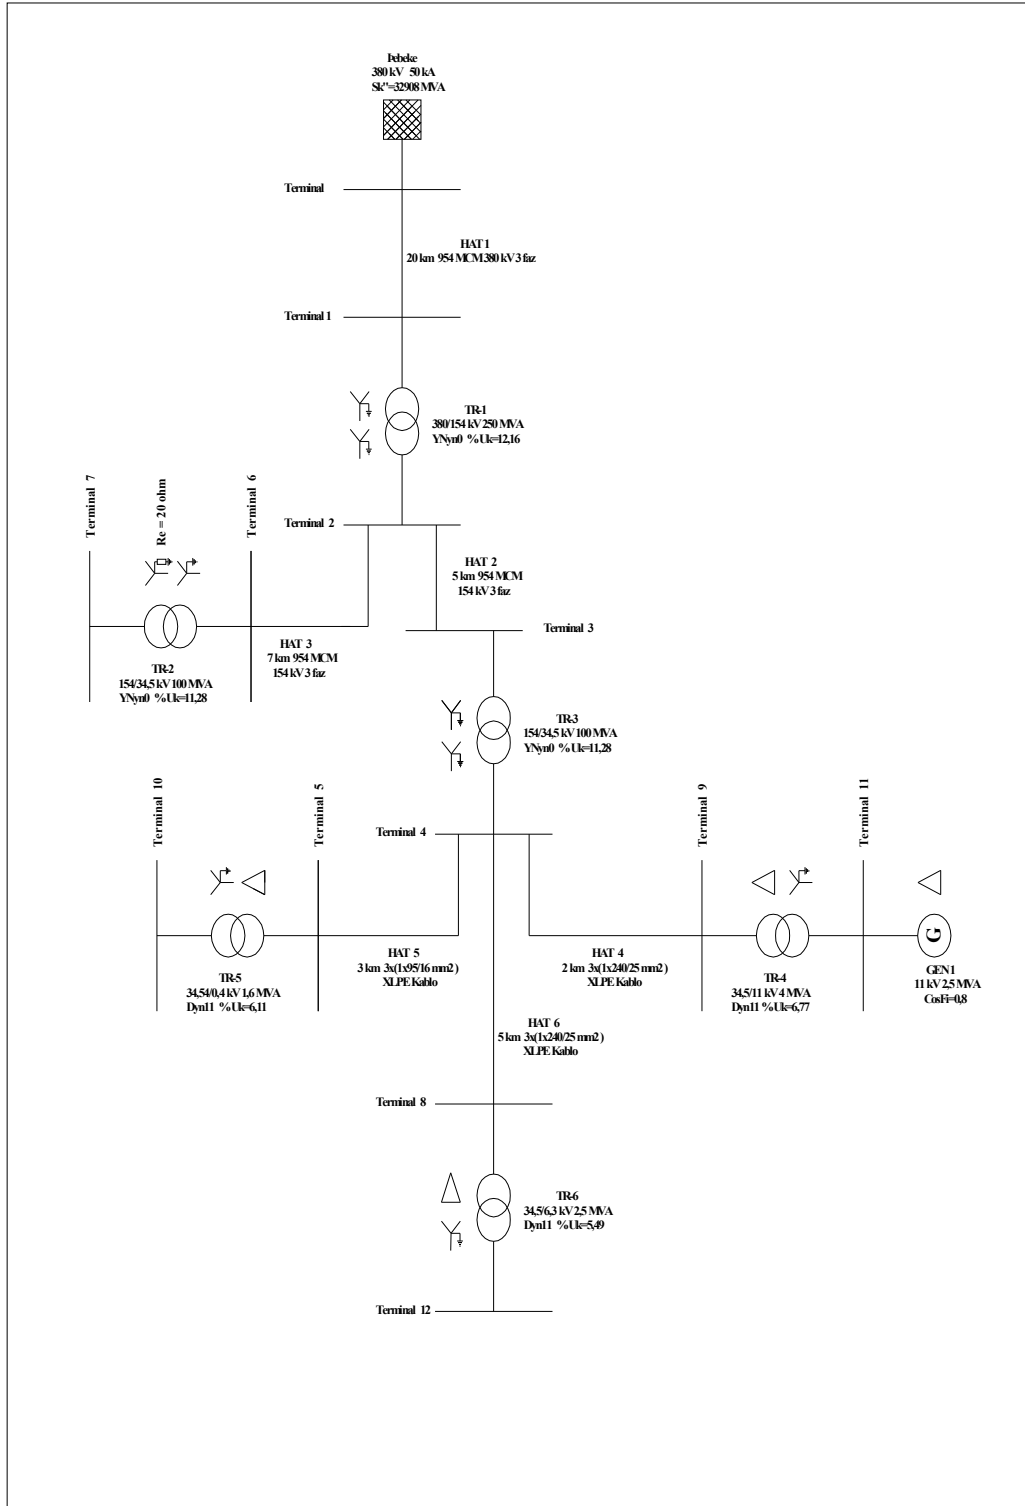 Þebeke
380 kV 50 kA
Sk"=32908 MVA
Terminal
HAT 1
20 km 954 MCM 380 kV 3 faz
Terminal 1
TR-1
380/154 kV 250 MVA
YNyn0 %Uk=12,16
Terminal 7
Re = 20 ohm
Terminal 6
Terminal 2
HAT 2
5 km 954 MCM
154 kV 3 faz
Terminal 3
HAT 3
7 km 954 MCM
154 kV 3 faz
TR-2
154/34,5 kV 100 MVA
YNyn0 %Uk=11,28
TR-3
154/34,5 kV 100 MVA
YNyn0 %Uk=11,28
Terminal 10
Terminal 5
Terminal 4
Terminal 9
Terminal 11
G
HAT 5
3 km 3x(1x95/16 mm2)
XLPE Kablo
HAT 4
2 km 3x(1x240/25 mm2)
XLPE Kablo
TR-5
34,54/0,4 kV 1,6 MVA
Dyn11 %Uk=6,11
TR-4
34,5/11 kV 4 MVA
Dyn11 %Uk=6,77
GEN 1
11 kV 2,5 MVA
CosFi=0,8
HAT 6
5 km 3x(1x240/25 mm2)
XLPE Kablo
Terminal 8
TR-6
34,5/6,3 kV 2,5 MVA
Dyn11 %Uk=5,49
Terminal 12